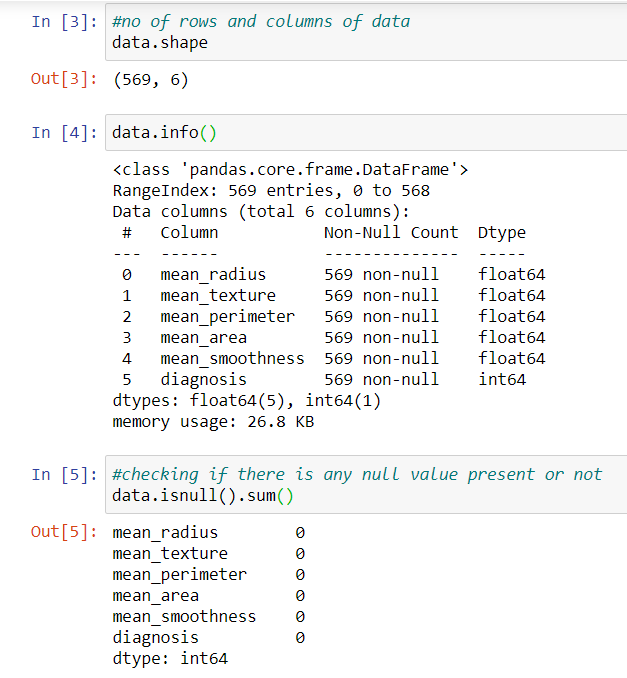 In [3]: #no of rows and columns of data
data.shape
Out[3]: (569, 6)
In [4]: data.info()
<class 'pandas.core.frame.DataFrame'>
RangeIndex: 569 entries, 0 to 568
Data columns (total 6 columns):
 #   Column           Non-Null Count  Dtype
---  ------           --------------  -----
 0   mean_radius      569 non-null    float64
 1   mean_texture     569 non-null    float64
 2   mean_perimeter   569 non-null    float64
 3   mean_area        569 non-null    float64
 4   mean_smoothness  569 non-null    float64
 5   diagnosis        569 non-null    int64
dtypes: float64(5), int64(1)
memory usage: 26.8 KB
In [5]: #checking if there is any null value present or not
data.isnull().sum()
Out[5]: mean_radius        0
mean_texture       0
mean_perimeter     0
mean_area          0
mean_smoothness    0
diagnosis          0
dtype: int64